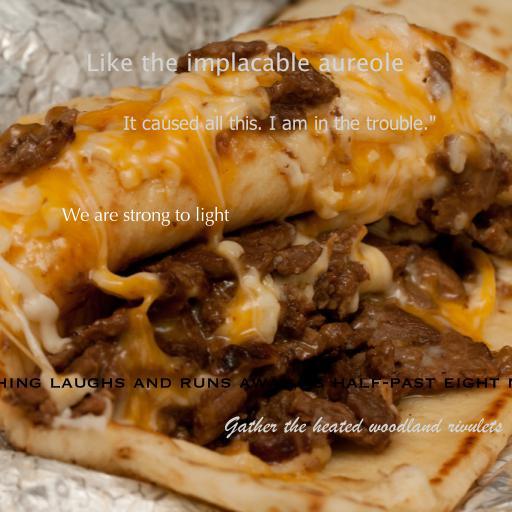 Like the implacable aureole
It caused all this. I am in the trouble."
We are strong to light
HING LAUGHS AND RUNS HALF-PAST EIGHT
Gather the heated woodland rivulets